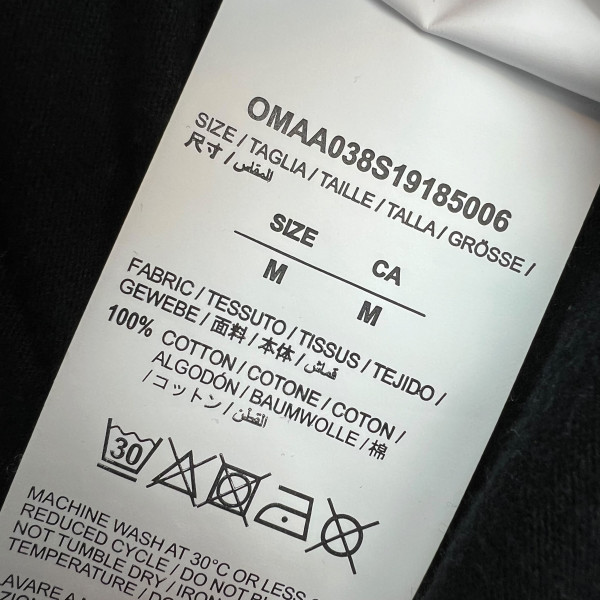 OMAA038S19185006
SIZE / TAGLIA / TAILLE / TALLA / GRÖSSE /
尺寸 / المقاس
SIZE CA
M M
FABRIC / TESSUTO / TISSUS / TEJIDO /
GEWEBE / 面料 / 本体 / قماش
100% COTTON / COTONE / COTON /
ALGODÓN / BAUMWOLLE / 棉
/ コットン / القطن
30
MACHINE WASH AT 30°C OR LESS
REDUCED CYCLE / DO NOT
NOT TUMBLE DRY / IRON
TEMPERATURE / DO
LAVARE A